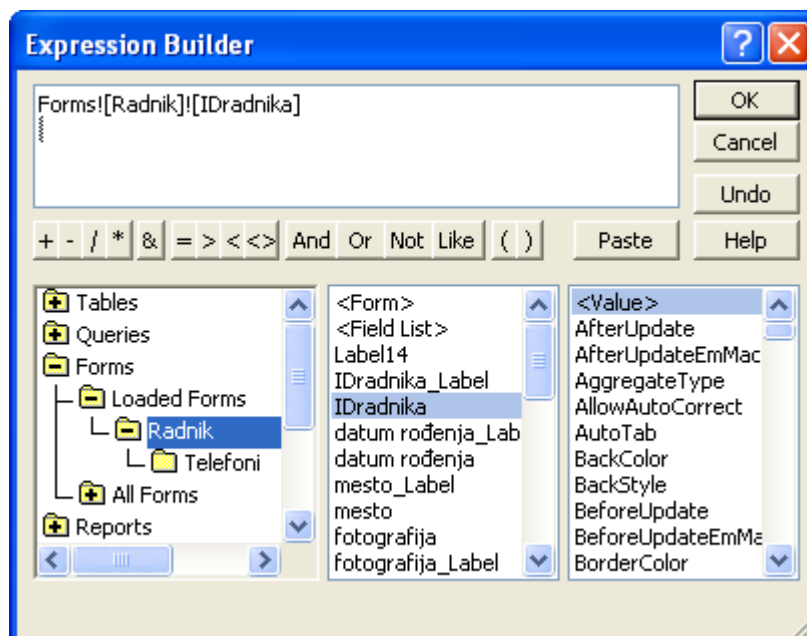 Expression Builder
Forms![Radnik]![IDradnika]
OK
Cancel
Undo
+ - / * & = > < <> And Or Not Like ( ) Paste Help
Tables
Queries
Forms
Loaded Forms
Radnik
Telefoni
All Forms
Reports
<Form>
<Field List>
Label14
IDradnika_Label
IDradnika
datum rođenja_Lab
datum rođenja
mesto_Label
mesto
fotografija
fotografija_Label
<Value>
AfterUpdate
AfterUpdateEmMac
AggregateType
AllowAutoCorrect
AutoTab
BackColor
BackStyle
BeforeUpdate
BeforeUpdateEmMa
BorderColor